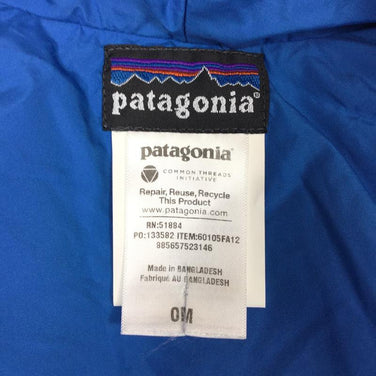 patagonia®
patagonia®
COMMON THREADS
INITIATIVE
Repair, Reuse, Recycle
This Product
www.patagonia.com
RN:51884
PO:133582 ITEM:60105FA12
885657523146
Made in BANGLADESH
Fabriqué AU BANGLADESH
0M